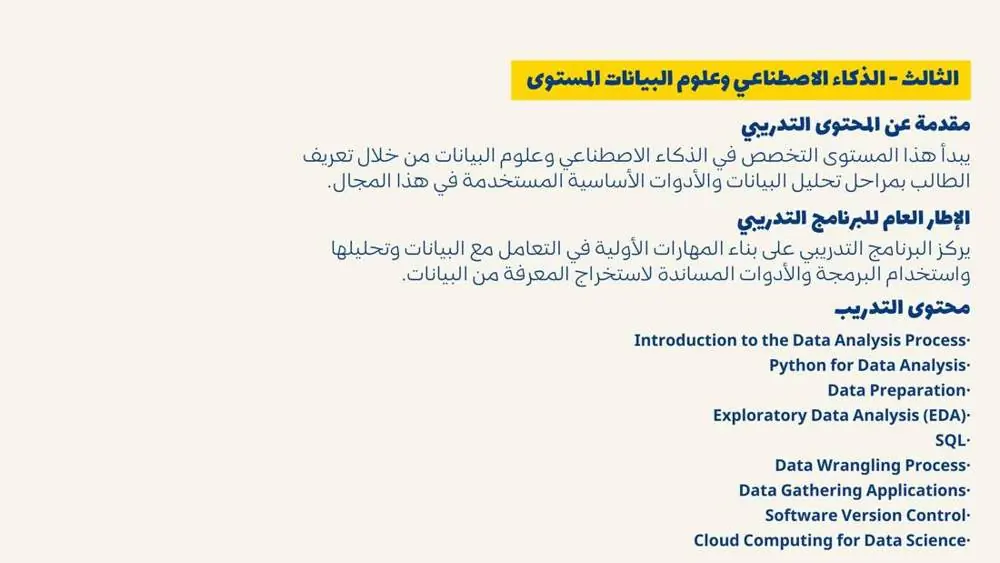 الثالث - الذكاء الاصطناعي وعلوم البيانات المستوى
مقدمة عن المحتوى التدريبي
يبدأ هذا المستوى التخصص في الذكاء الاصطناعي وعلوم البيانات من خلال تعريف
الطالب بمراحل تحليل البيانات والأدوات الأساسية المستخدمة في هذا المجال.
الإطار العام للبرنامج التدريبي
يركز البرنامج التدريبي على بناء المهارات الأولية في التعامل مع البيانات وتحليلها
واستخدام البرمجة والأدوات المساندة لاستخراج المعرفة من البيانات.
محتوى التدريب
Introduction to the Data Analysis Process·
Python for Data Analysis·
Data Preparation·
Exploratory Data Analysis (EDA)·
SQL·
Data Wrangling Process·
Data Gathering Applications·
Software Version Control·
Cloud Computing for Data Science·